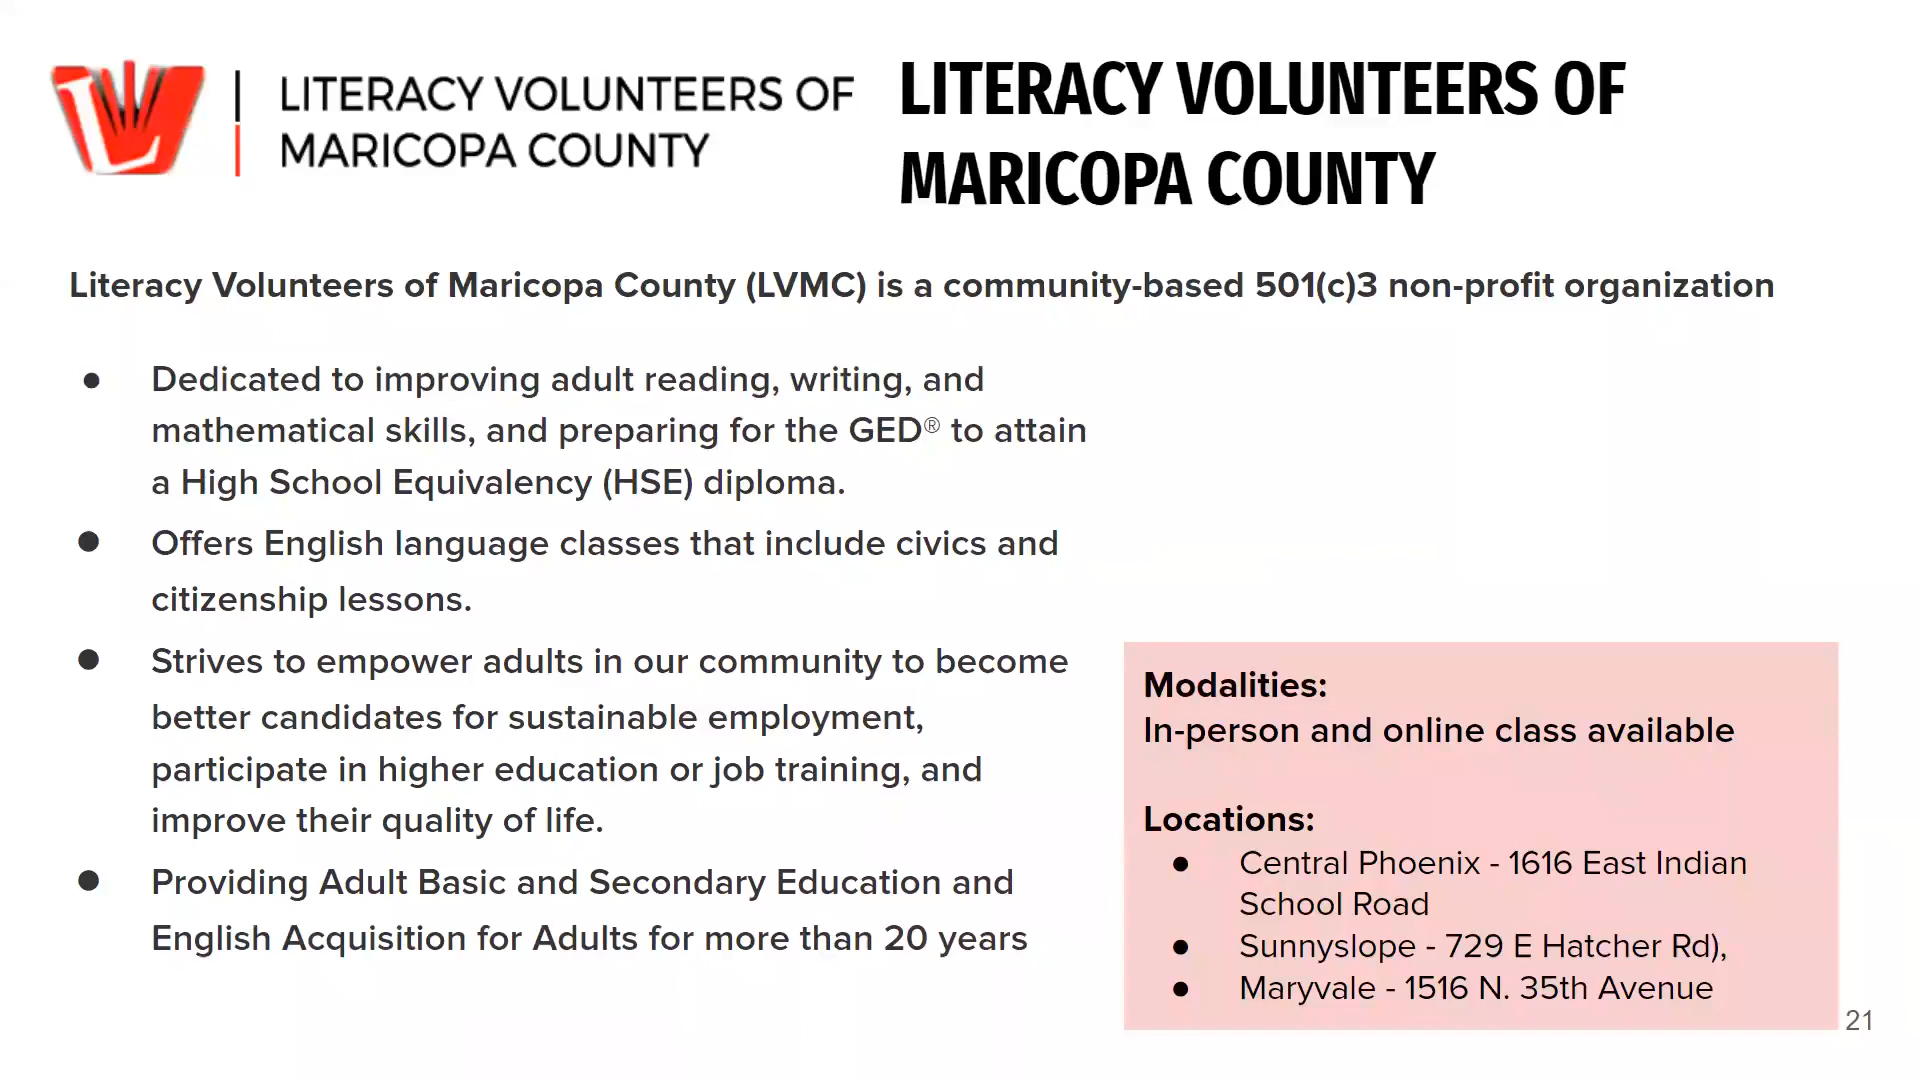 LITERACY VOLUNTEERS OF
MARICOPA COUNTY
LITERACY VOLUNTEERS OF
MARICOPA COUNTY
Literacy Volunteers of Maricopa County (LVMC) is a community-based 501(c)3 non-profit organization
● Dedicated to improving adult reading, writing, and
mathematical skills, and preparing for the GED® to attain
a High School Equivalency (HSE) diploma.
● Offers English language classes that include civics and
citizenship lessons.
● Strives to empower adults in our community to become
better candidates for sustainable employment,
participate in higher education or job training, and
improve their quality of life.
● Providing Adult Basic and Secondary Education and
English Acquisition for Adults for more than 20 years
Modalities:
In-person and online class available
Locations:
● Central Phoenix - 1616 East Indian
School Road
● Sunnyslope - 729 E Hatcher Rd),
● Maryvale - 1516 N. 35th Avenue
21